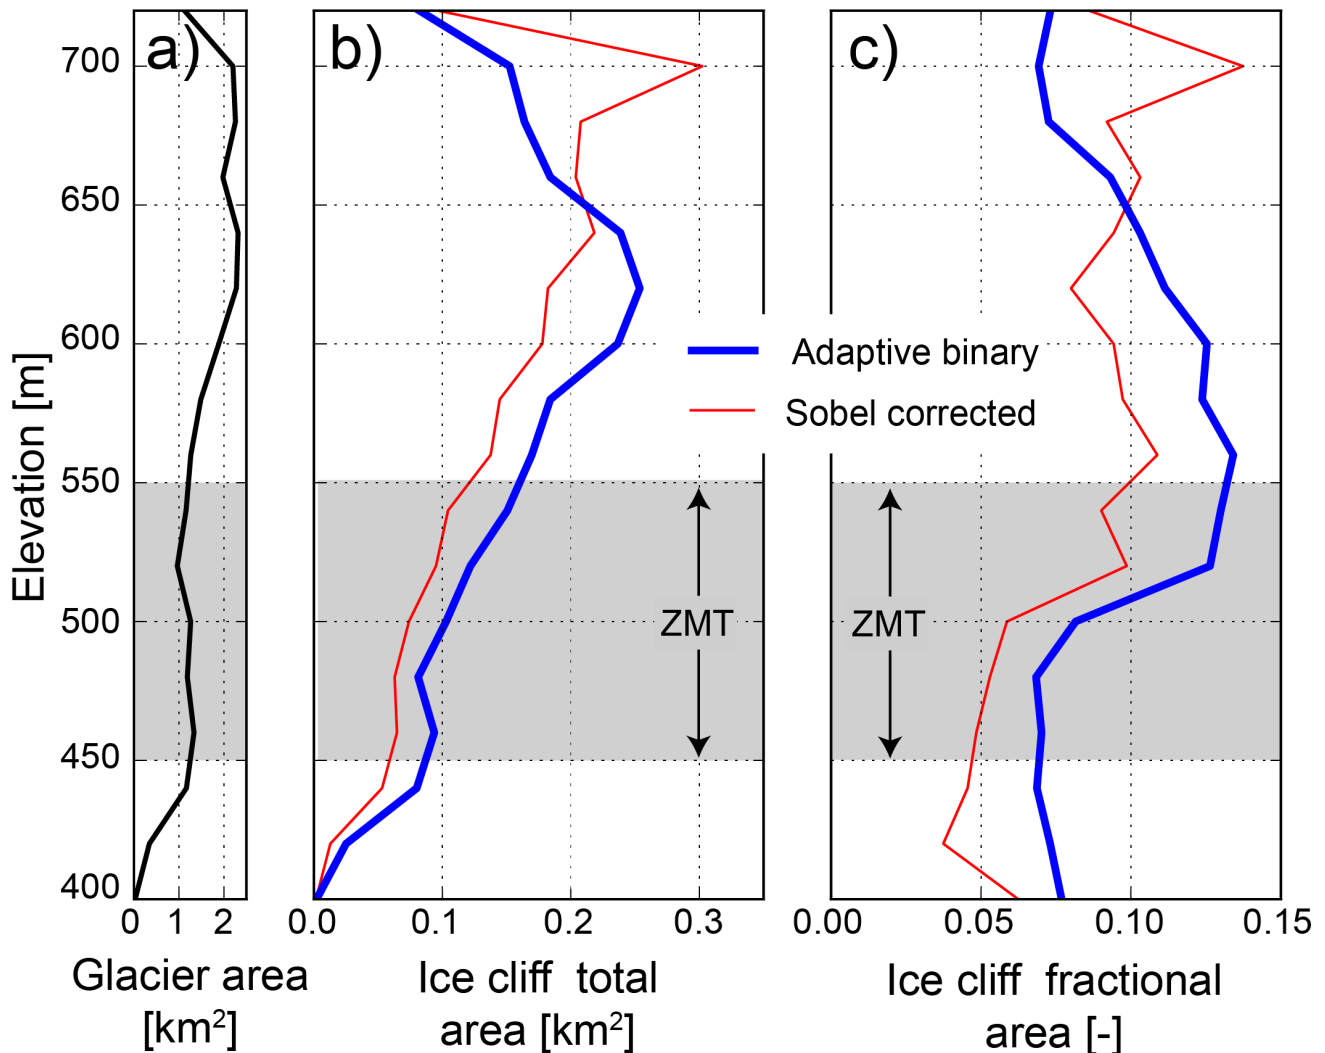 a)
b)
c)
700
650
600
550
500
450
400
Elevation [m]
Adaptive binary
Sobel corrected
ZMT
ZMT
0 1 2
0.0 0.1 0.2 0.3
0.00 0.05 0.10 0.15
Glacier area
[km²]
Ice cliff total
area [km²]
Ice cliff fractional
area [-]